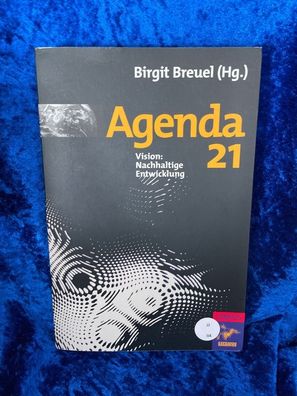 Birgit Breuel (Hg.)
Agenda
21
Vision:
Nachhaltige
Entwicklung